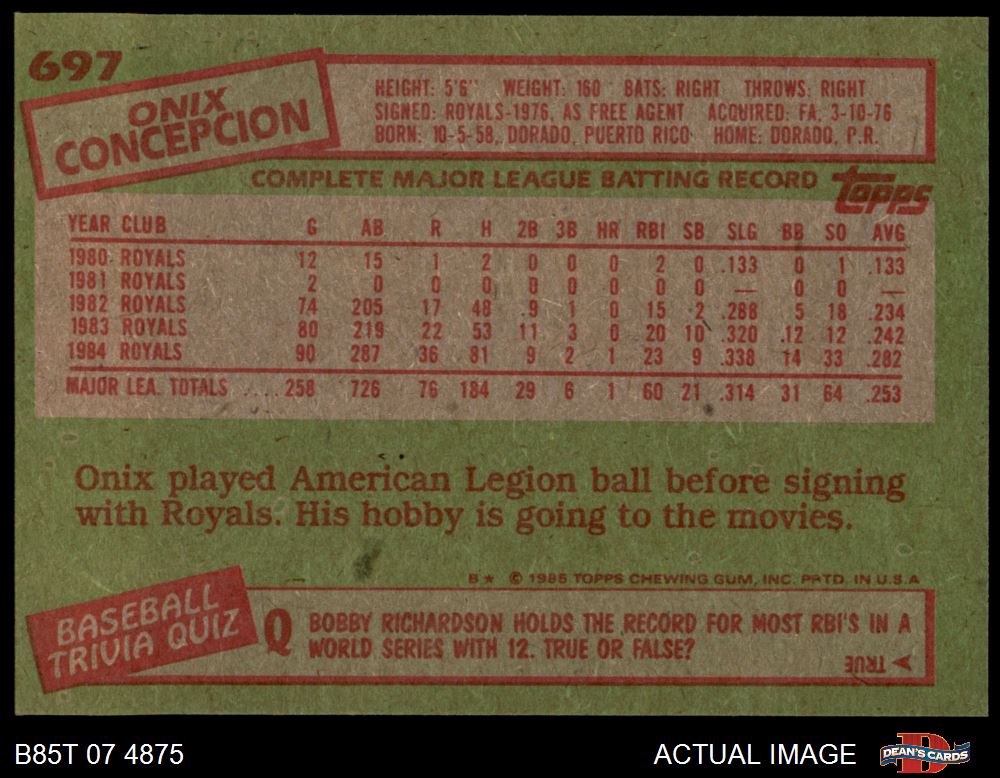 697
ONIX
CONCEPCION
HEIGHT: 5'6" WEIGHT: 160 BATS: RIGHT THROWS: RIGHT
SIGNED: ROYALS-1976, AS FREE AGENT ACQUIRED: FA, 3-10-76
BORN: 10-5-58, DORADO, PUERTO RICO HOME: DORADO, P.R.
COMPLETE MAJOR LEAGUE BATTING RECORD
topps
YEAR CLUB G AB R H 2B 3B HR RBI SB SLG BB SO AVG
1980 ROYALS 12 15 1 2 0 0 0 2 0 .133 0 1 .133
1981 ROYALS 2 0 0 0 0 0 0 0 0 — 0 0 —
1982 ROYALS 74 205 17 48 9 1 0 15 2 .288 5 18 .234
1983 ROYALS 80 219 22 53 11 3 0 20 10 .320 12 12 .242
1984 ROYALS 90 287 36 81 9 2 1 23 9 .338 14 33 .282
MAJOR LEA. TOTALS .... 258 726 76 184 29 6 1 60 21 .314 31 64 .253
Onix played American Legion ball before signing
with Royals. His hobby is going to the movies.
B★ © 1985 TOPPS CHEWING GUM, INC. PRTD. IN U.S.A
BASEBALL
TRIVIA QUIZ
Q BOBBY RICHARDSON HOLDS THE RECORD FOR MOST RBI'S IN A
WORLD SERIES WITH 12. TRUE OR FALSE?
TRUE
B85T 07 4875
ACTUAL IMAGE
D
DEAN'S CARDS